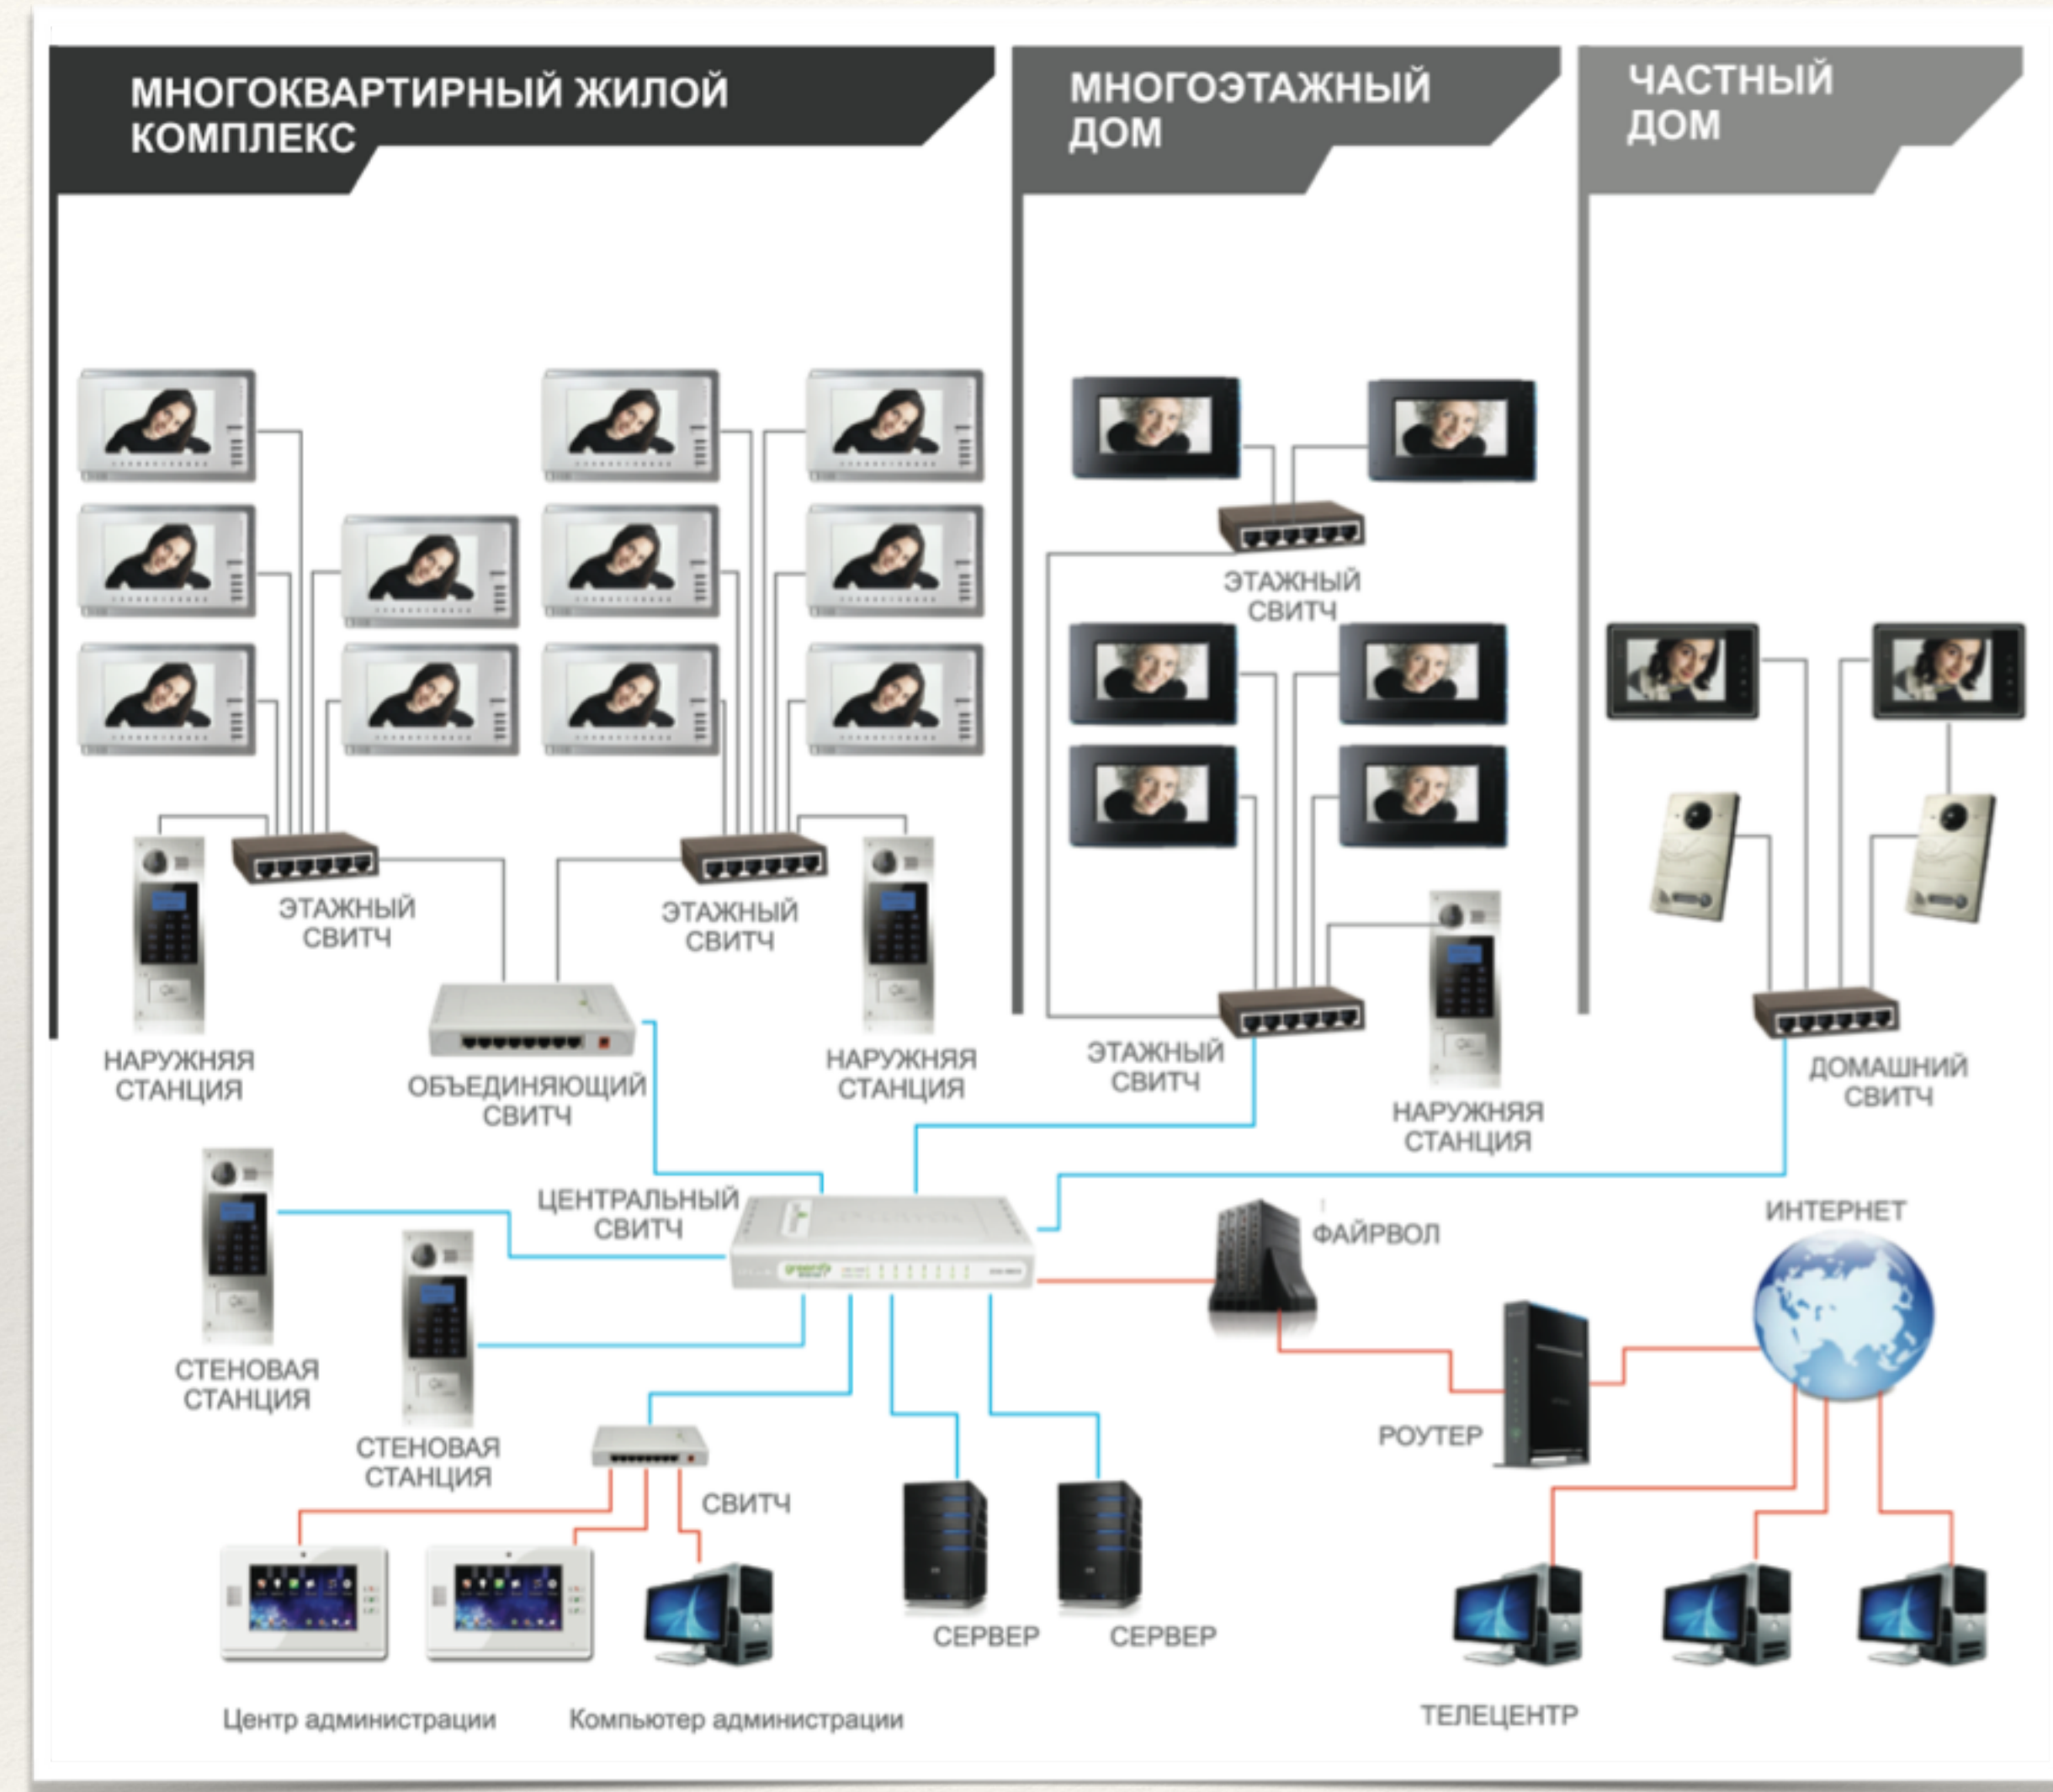 МНОГОКВАРТИРНЫЙ ЖИЛОЙ
КОМПЛЕКС
МНОГОЭТАЖНЫЙ
ДОМ
ЧАСТНЫЙ
ДОМ
ЭТАЖНЫЙ
СВИТЧ
ЭТАЖНЫЙ
СВИТЧ
ЭТАЖНЫЙ
СВИТЧ
НАРУЖНЯЯ
СТАНЦИЯ
ОБЪЕДИНЯЮЩИЙ
СВИТЧ
НАРУЖНЯЯ
СТАНЦИЯ
ЭТАЖНЫЙ
СВИТЧ
НАРУЖНЯЯ
СТАНЦИЯ
ДОМАШНИЙ
СВИТЧ
ЦЕНТРАЛЬНЫЙ
СВИТЧ
green
ФАЙРВОЛ
ИНТЕРНЕТ
СТЕНОВАЯ
СТАНЦИЯ
СТЕНОВАЯ
СТАНЦИЯ
РОУТЕР
СВИТЧ
СЕРВЕР
СЕРВЕР
Центр администрации
Компьютер администрации
ТЕЛЕЦЕНТР